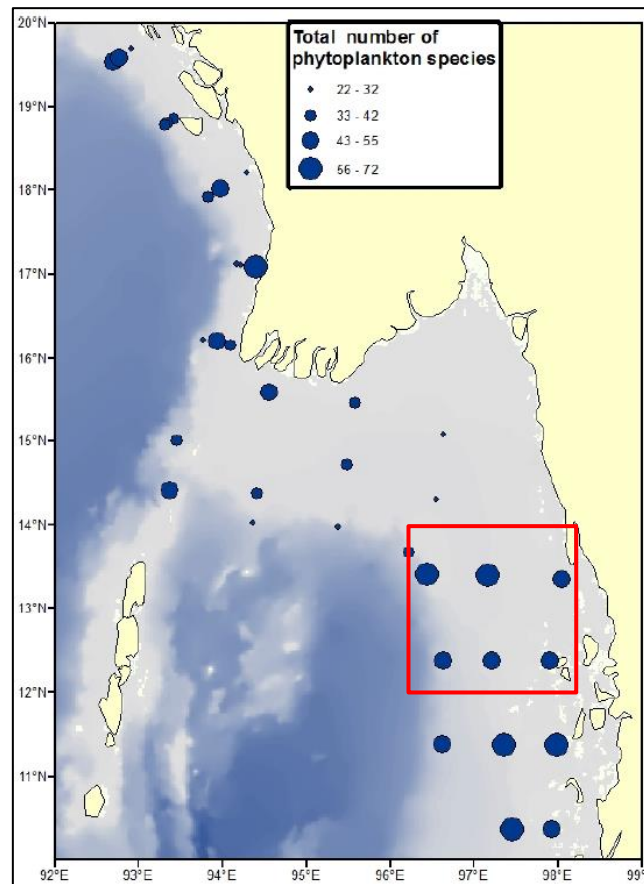 Total number of
phytoplankton species
22 - 32
33 - 42
43 - 55
56 - 72
20°N
19°N
18°N
17°N
16°N
15°N
14°N
13°N
12°N
11°N
92°E 93°E 94°E 95°E 96°E 97°E 98°E